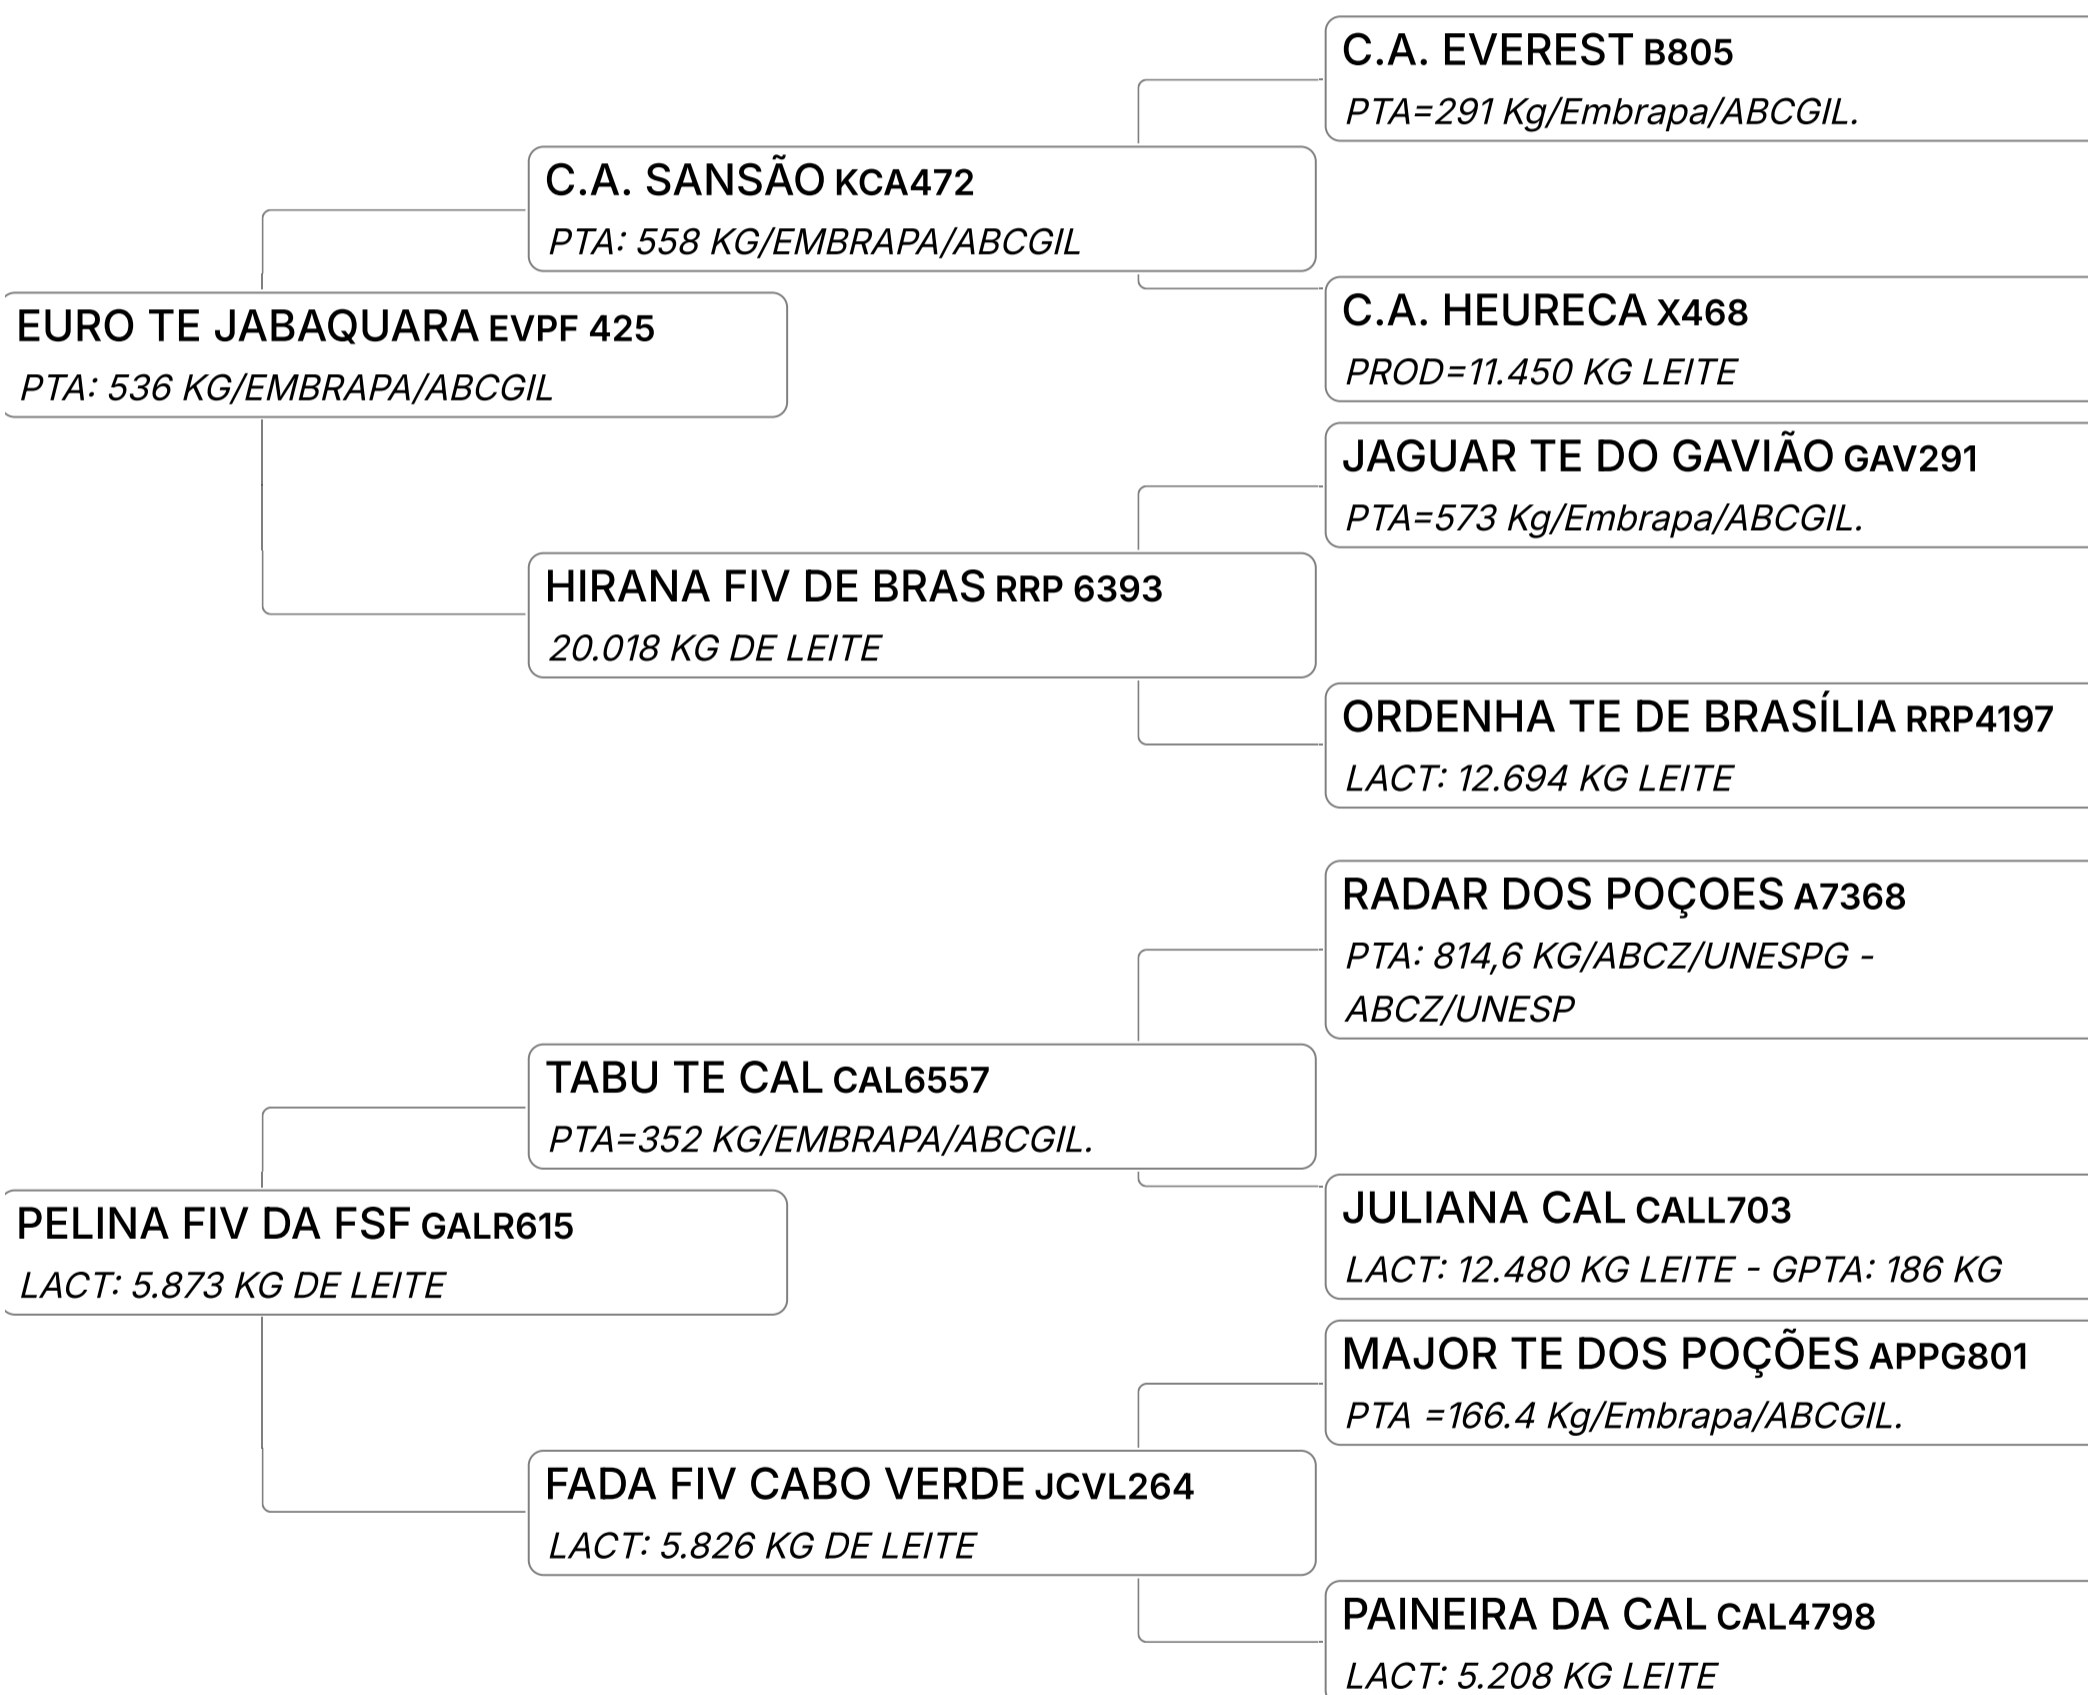 C.A. EVEREST B805
PTA=291 Kg/Embrapa/ABCGIL.
C.A. SANSÃO KCA472
PTA: 558 KG/EMBRAPA/ABCGIL
C.A. HEURECA X468
PROD=11.450 KG LEITE
EURO TE JABAQUARA EVPF 425
PTA: 536 KG/EMBRAPA/ABCGIL
JAGUAR TE DO GAVIÃO GAV291
PTA=573 Kg/Embrapa/ABCGIL.
HIRANA FIV DE BRAS RRP 6393
20.018 KG DE LEITE
ORDENHA TE DE BRASÍLIA RRP4197
LACT: 12.694 KG LEITE
RADAR DOS POÇOES A7368
PTA: 814,6 KG/ABCZ/UNESPG -
ABCZ/UNESP
TABU TE CAL CAL6557
PTA=352 KG/EMBRAPA/ABCGIL.
JULIANA CAL CALL703
LACT: 12.480 KG LEITE - GPTA: 186 KG
PELINA FIV DA FSF GALR615
LACT: 5.873 KG DE LEITE
MAJOR TE DOS POÇÕES APPG801
PTA =166.4 Kg/Embrapa/ABCGIL.
FADA FIV CABO VERDE JCVL264
LACT: 5.826 KG DE LEITE
PAINEIRA DA CAL CAL4798
LACT: 5.208 KG LEITE